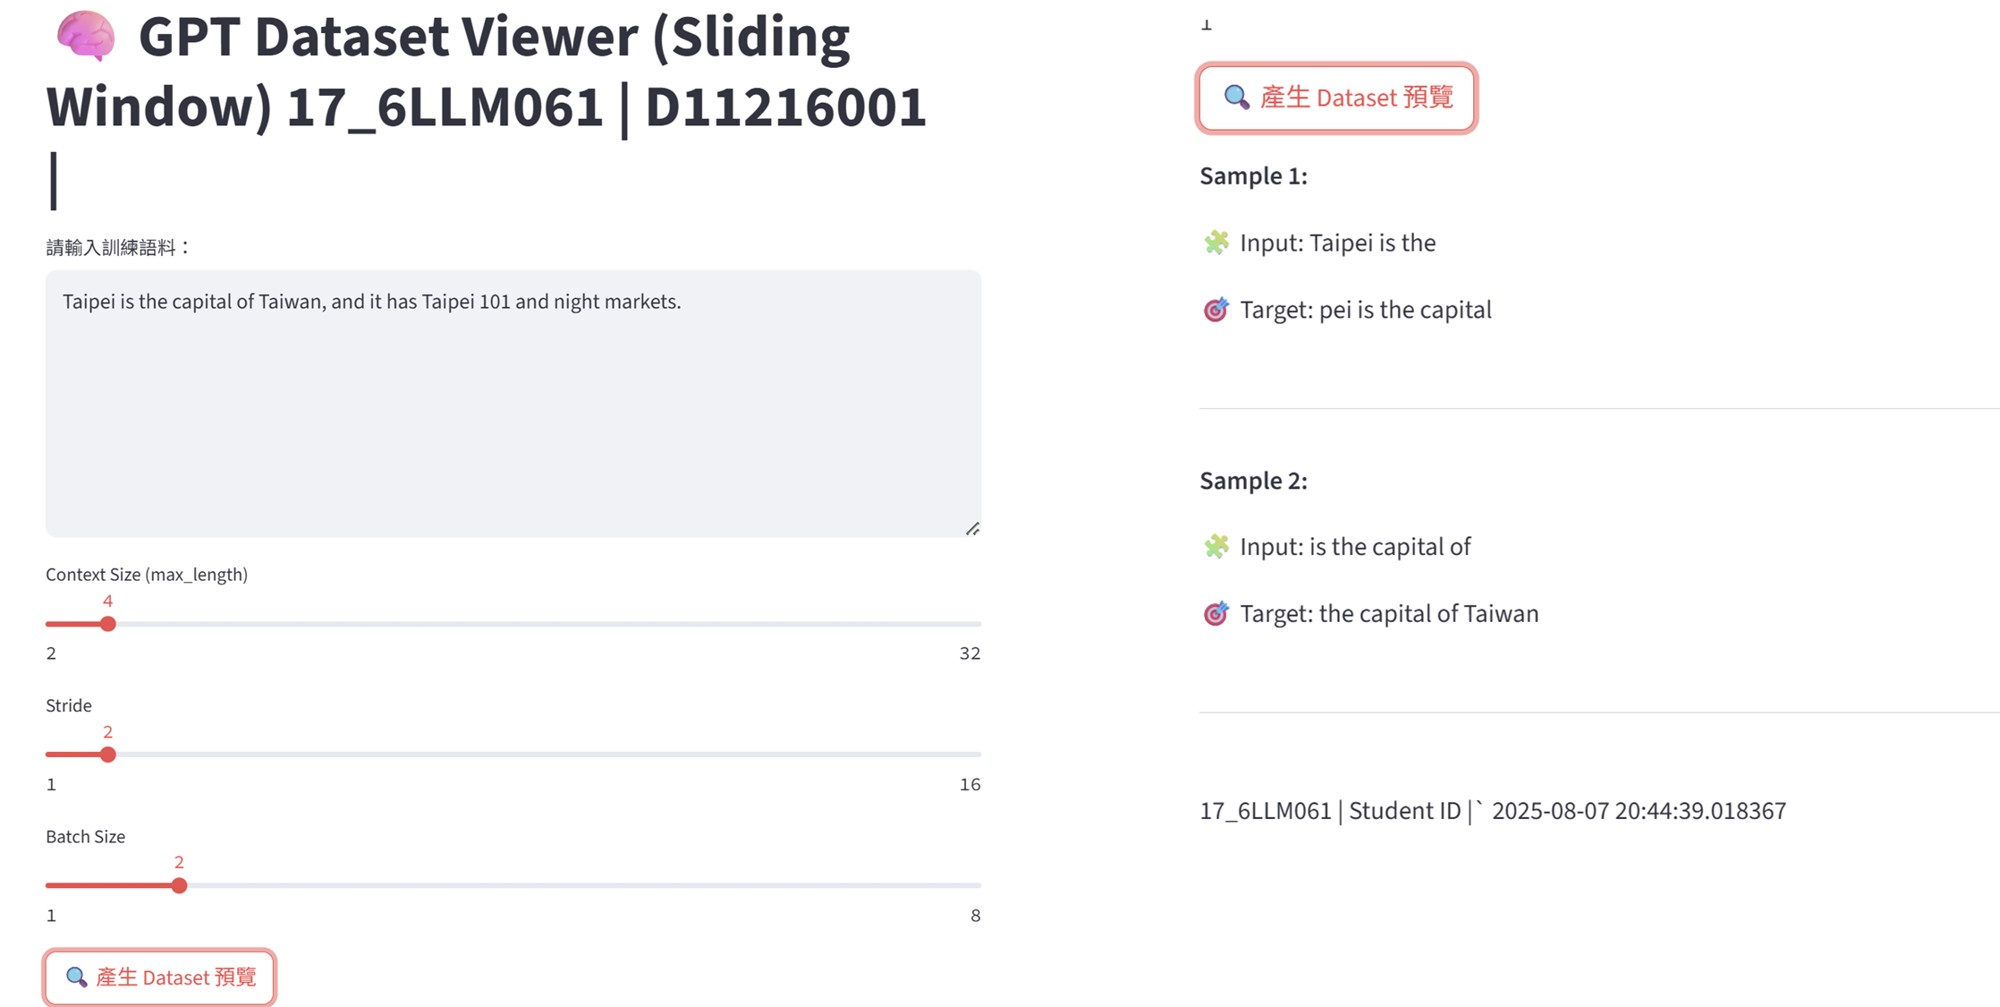 GPT Dataset Viewer (Sliding
Window) 17_6LLM061 | D11216001
|
請輸入訓練語料：
Taipei is the capital of Taiwan, and it has Taipei 101 and night markets.
Context Size (max_length)
4
2
32
Stride
2
1
16
Batch Size
2
1
8
產生 Dataset 預覽
1
產生 Dataset 預覽
Sample 1:
Input: Taipei is the
Target: pei is the capital
Sample 2:
Input: is the capital of
Target: the capital of Taiwan
17_6LLM061 | Student ID |` 2025-08-07 20:44:39.018367